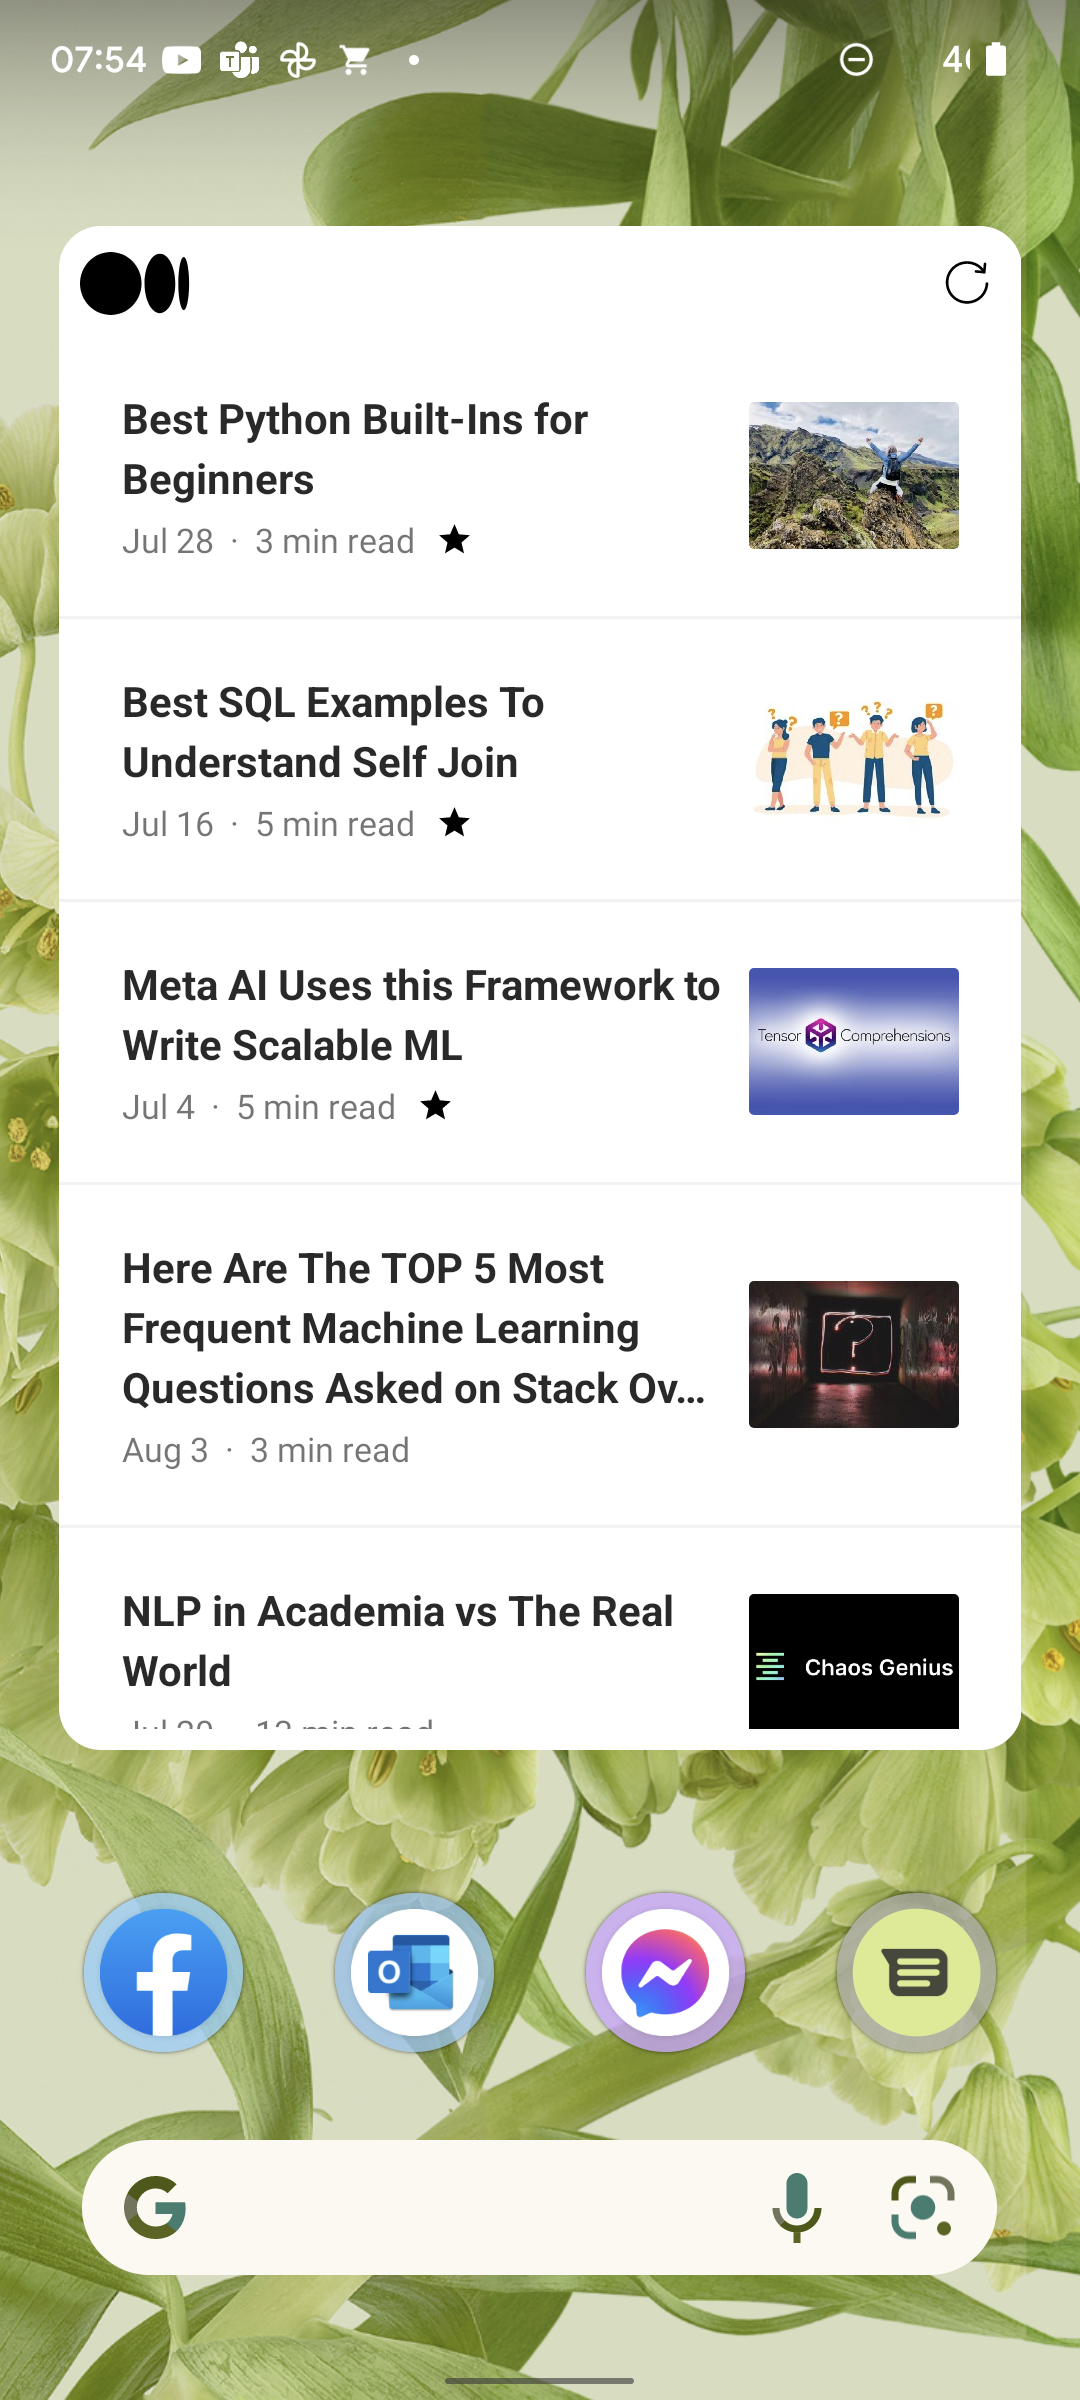 07:54
Best Python Built-Ins for
Beginners
Jul 28 · 3 min read ★
Best SQL Examples To
Understand Self Join
Jul 16 · 5 min read ★
Meta AI Uses this Framework to
Write Scalable ML
Jul 4 · 5 min read ★
Tensor Comprehensions
Here Are The TOP 5 Most
Frequent Machine Learning
Questions Asked on Stack Ov...
Aug 3 · 3 min read
NLP in Academia vs The Real
World
min read
Chaos Genius